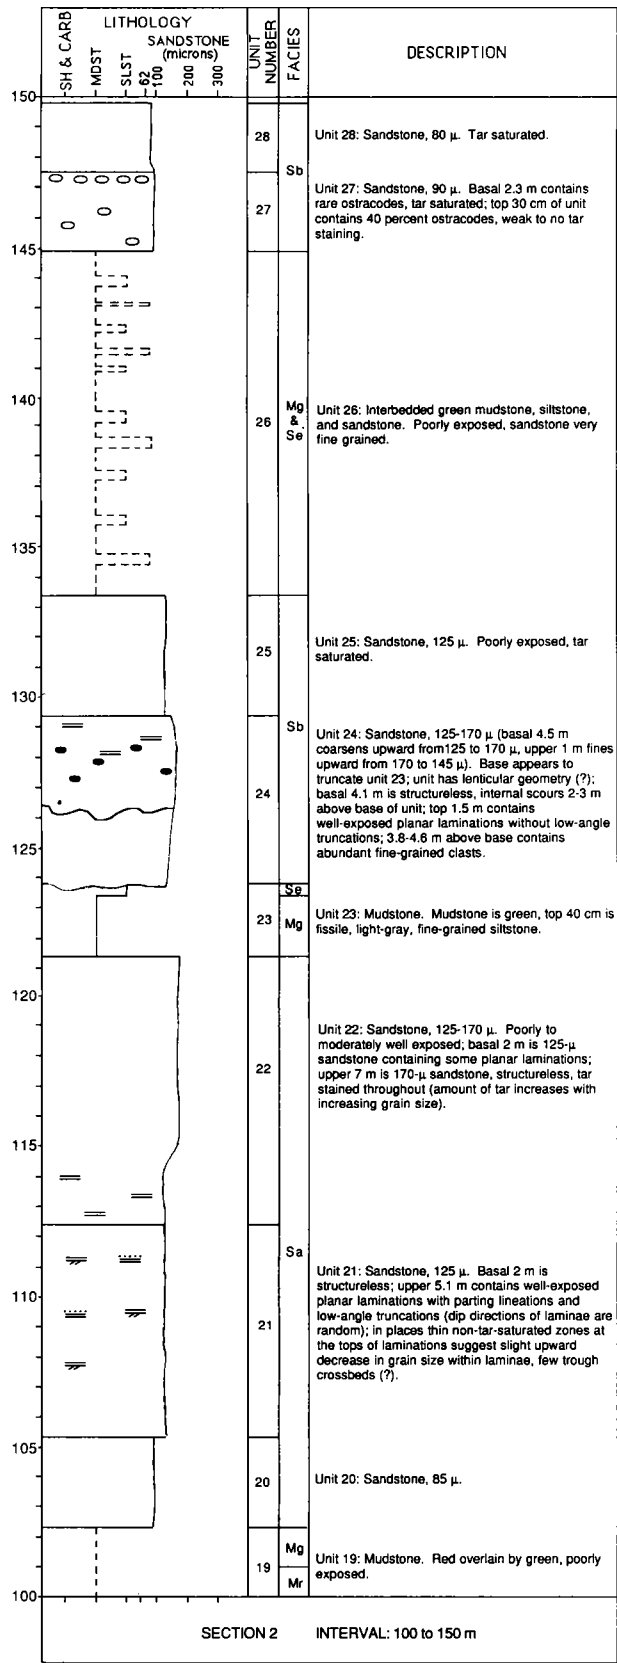 LITHOLOGY
SH & CARB
MDST
SLST
SANDSTONE
(microns)
62
100
200
300
UNIT
NUMBER
FACIES
DESCRIPTION
150
28
Unit 28: Sandstone, 80 µ. Tar saturated.
Sb
27
Unit 27: Sandstone, 90 µ. Basal 2.3 m contains
rare ostracodes, tar saturated; top 30 cm of unit
contains 40 percent ostracodes, weak to no tar
staining.
145
140
26
Mg
&
Se
Unit 26: Interbedded green mudstone, siltstone,
and sandstone. Poorly exposed, sandstone very
fine grained.
135
25
Unit 25: Sandstone, 125 µ. Poorly exposed, tar
saturated.
130
Sb
24
Unit 24: Sandstone, 125-170 µ (basal 4.5 m
coarsens upward from125 to 170 µ, upper 1 m fines
upward from 170 to 145 µ). Base appears to
truncate unit 23; unit has lenticular geometry (?);
basal 4.1 m is structureless, internal scours 2-3 m
above base of unit; top 1.5 m contains
well-exposed planar laminations without low-angle
truncations; 3.8-4.6 m above base contains
abundant fine-grained clasts.
125
Se
23
Mg
Unit 23: Mudstone. Mudstone is green, top 40 cm is
fissile, light-gray, fine-grained siltstone.
120
22
Unit 22: Sandstone, 125-170 µ. Poorly to
moderately well exposed; basal 2 m is 125-µ
sandstone containing some planar laminations;
upper 7 m is 170-µ sandstone, structureless, tar
stained throughout (amount of tar increases with
increasing grain size).
115
Sa
110
21
Unit 21: Sandstone, 125 µ. Basal 2 m is
structureless; upper 5.1 m contains well-exposed
planar laminations with parting lineations and
low-angle truncations (dip directions of laminae are
random); in places thin non-tar-saturated zones at
the tops of laminations suggest slight upward
decrease in grain size within laminae, few trough
crossbeds (?).
105
20
Unit 20: Sandstone, 85 µ.
19
Mg
Mr
Unit 19: Mudstone. Red overlain by green, poorly
exposed.
100
SECTION 2 INTERVAL: 100 to 150 m